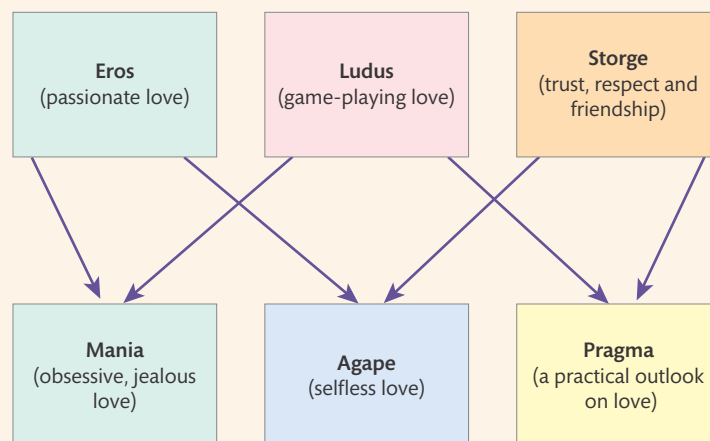 Eros
(passionate love)
Ludus
(game-playing love)
Storge
(trust, respect and
friendship)
Mania
(obsessive, jealous
love)
Agape
(selfless love)
Pragma
(a practical outlook
on love)